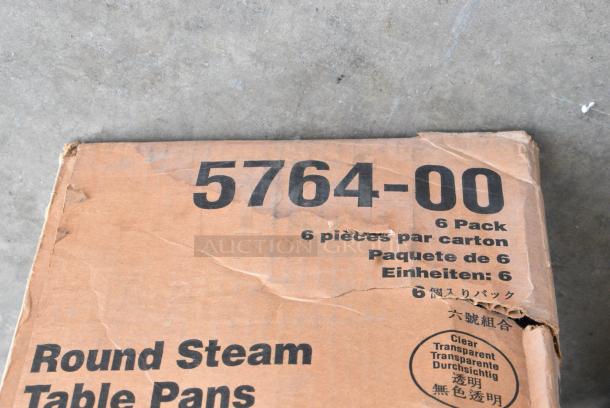 5764-00
6 Pack
6 pièces par carton
Paquete de 6
Einheiten: 6
6個入りパック
六號組合
Round Steam
Table Pans
Clear
Transparent
Transparente
Durchsichtig
透明
無色透明
AUCTION GROUP